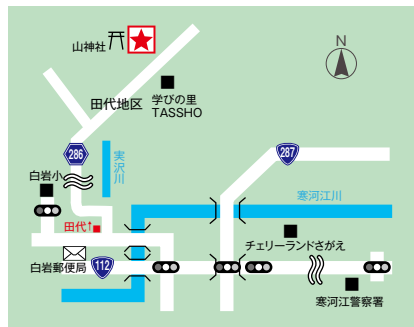 山神社
N
田代地区
学びの里
TASSHO
286
実沢川
287
白岩小
寒河江川
田代↑
チェリーランドさがえ
白岩郵便局
112
寒河江警察署